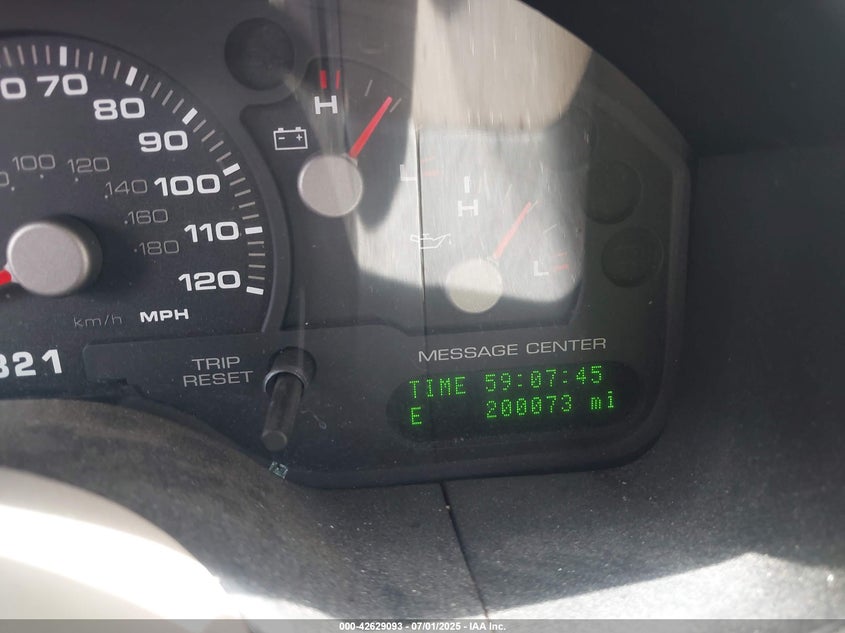 70
80
90
100
110
120
100
120
140
160
180
km/h MPH
H
L
H
L
321
TRIP
RESET
MESSAGE CENTER
TIME 59:07:45
E 200073 mi
000-42629093 / 07/01/2025 - IAA Inc.